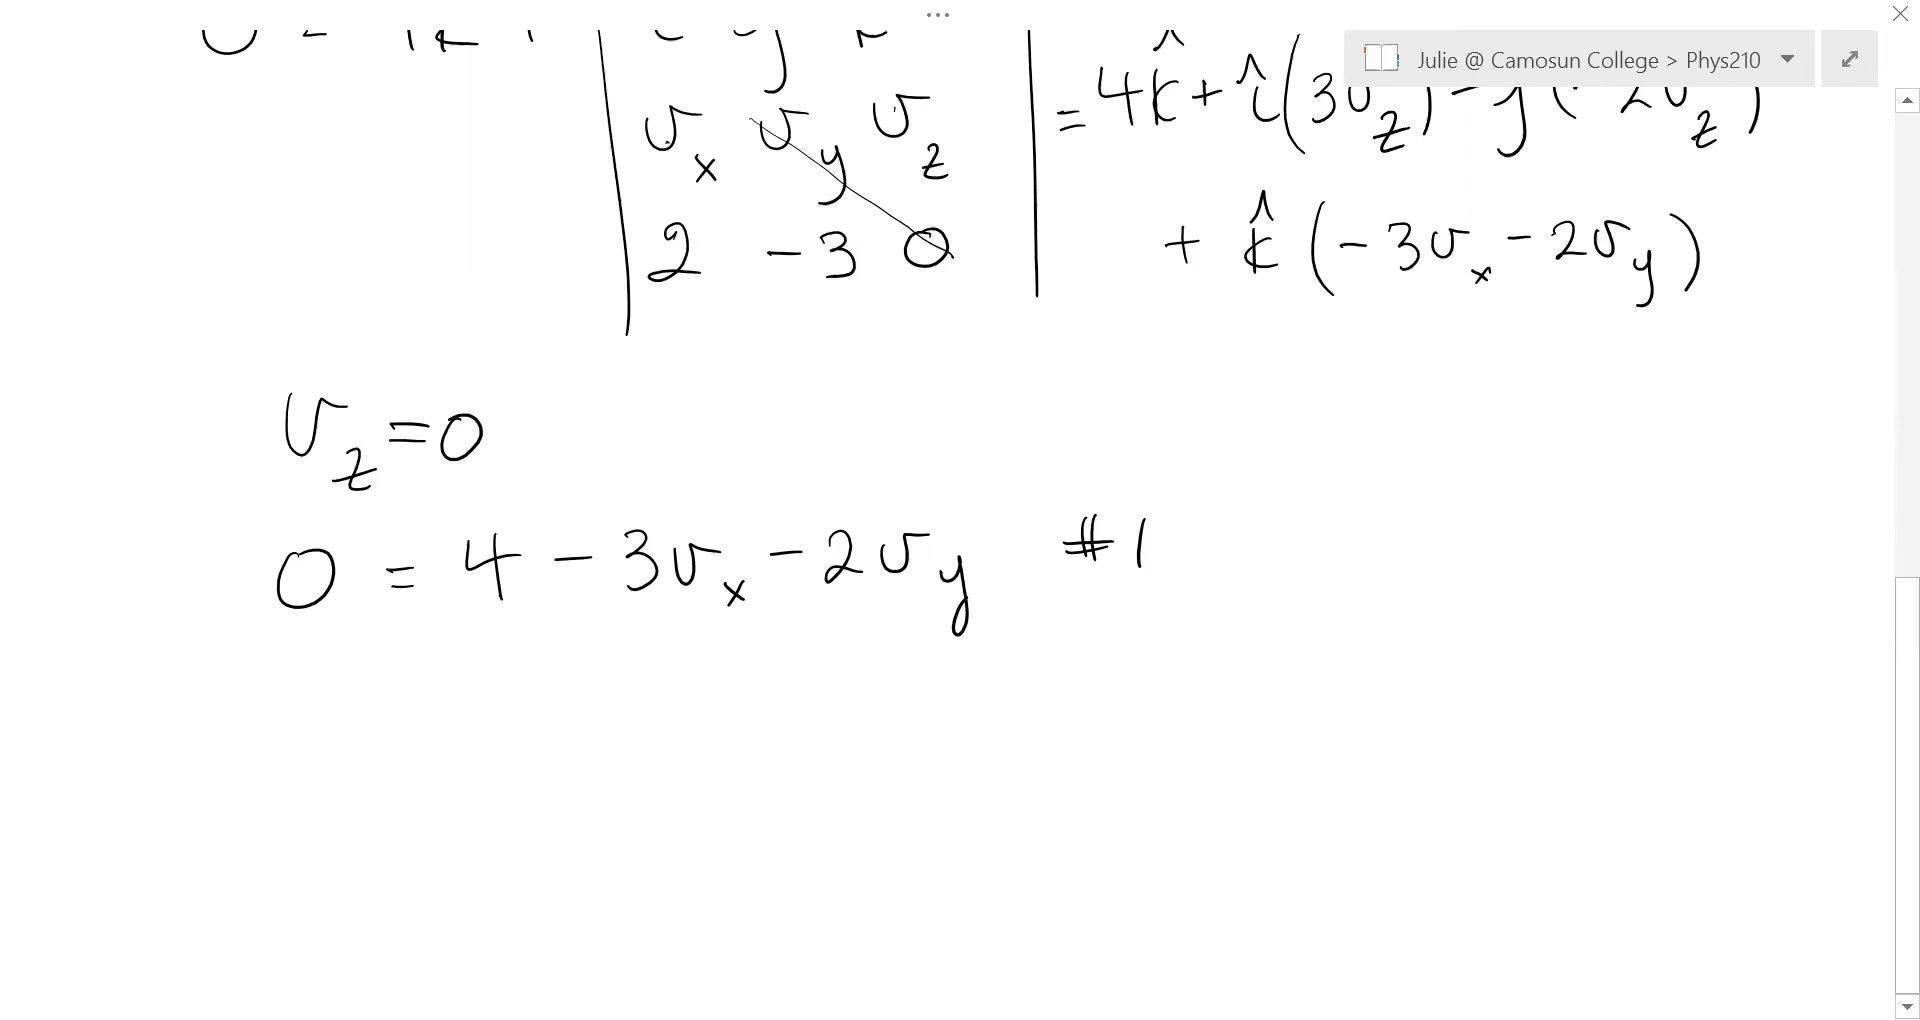 Julie @ Camosun College > Phys210
v_x v_y v_z
2 -3 0
= 4k̂ + î(3v_z) - j( 2v_z)
+ k̂(-3v_x - 2v_y)
v_z = 0
0 = 4 - 3v_x - 2v_y #1